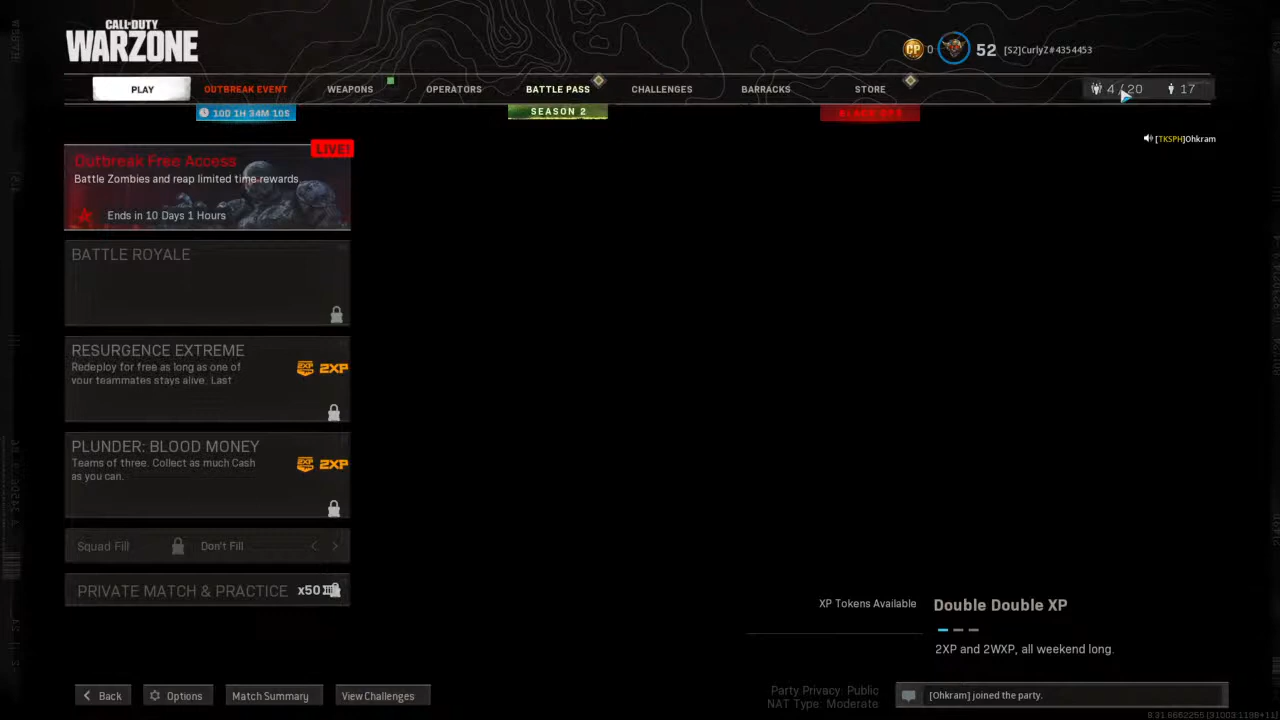 CALL OF DUTY
WARZONE
CP 0 52 [S2]CurlyZ#4354453
PLAY OUTBREAK EVENT WEAPONS OPERATORS BATTLE PASS CHALLENGES BARRACKS STORE 4 / 20 17
10D 1H 34M 10S SEASON 2 BLACK OPS
[TKSPH]Ohkram
LIVE!
Outbreak Free Access
Battle Zombies and reap limited time rewards
Ends in 10 Days 1 Hours
BATTLE ROYALE
RESURGENCE EXTREME
Redeploy for free as long as one of
your teammates stays alive. Last
2XP 2XP
PLUNDER: BLOOD MONEY
Teams of three. Collect as much Cash
as you can.
2XP 2XP
Squad Fill Don't Fill
PRIVATE MATCH & PRACTICE x50
XP Tokens Available Double Double XP
2XP and 2WXP, all weekend long.
Back Options Match Summary View Challenges
Party Privacy: Public
NAT Type: Moderate
[Ohkram] joined the party.